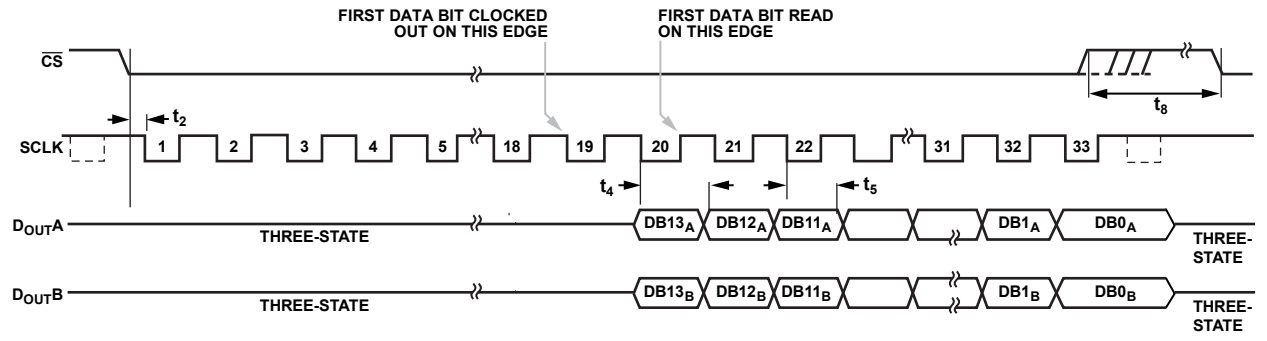 FIRST DATA BIT CLOCKED
OUT ON THIS EDGE
FIRST DATA BIT READ
ON THIS EDGE
CS
t8
t2
SCLK 1 2 3 4 5 18 19 20 21 22 31 32 33
t4
t5
DOUTA THREE-STATE DB13A DB12A DB11A DB1A DB0A THREE-
STATE
DOUTB THREE-STATE DB13B DB12B DB11B DB1B DB0B THREE-
STATE